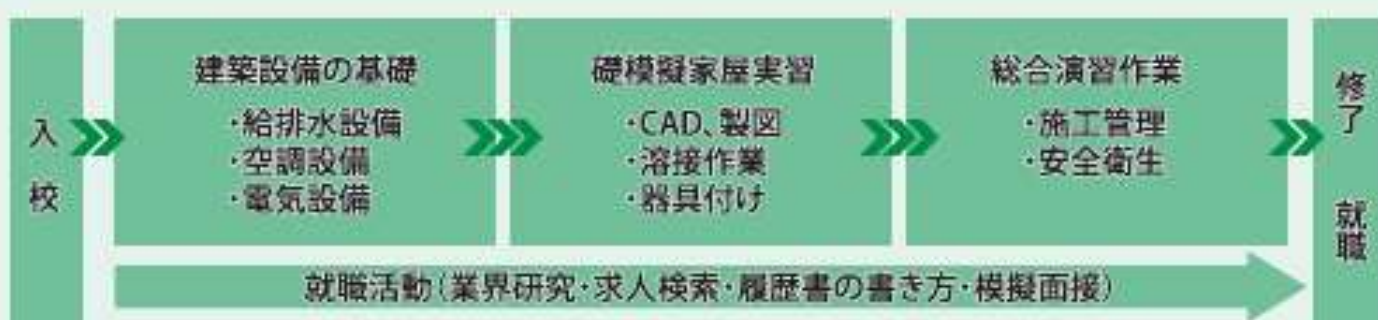 入校
建築設備の基礎
・給排水設備
・空調設備
・電気設備
礎模擬家屋実習
・CAD、製図
・溶接作業
・器具付け
総合演習作業
・施工管理
・安全衛生
修了 就職
就職活動（業界研究・求人検索・履歴書の書き方・模擬面接）